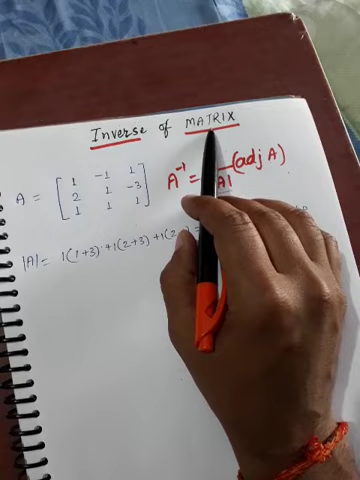 Inverse of MATRIX
A⁻¹ = (adj A)
A =
1 -1 1
2 1 -3
1 1 1
|A| = 1(1+3) + 1(2+3) + 1(2